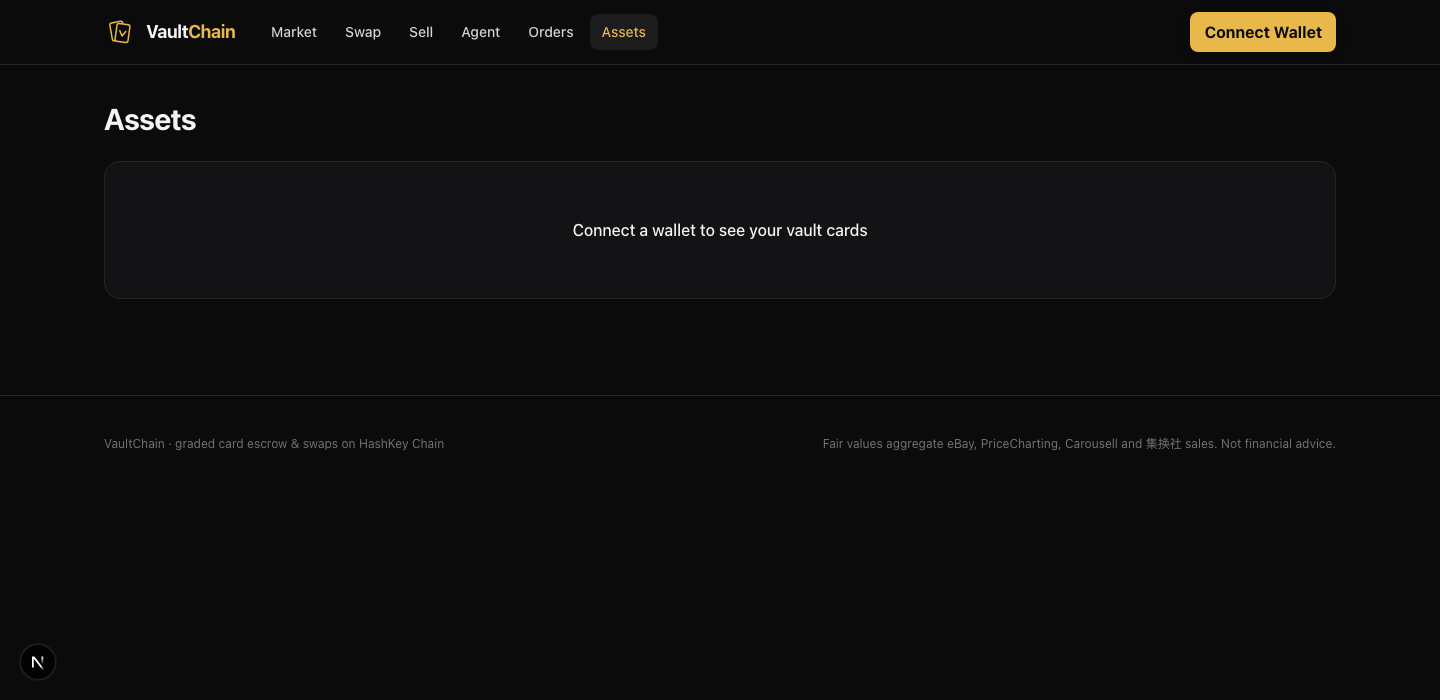 VaultChain
Market
Swap
Sell
Agent
Orders
Assets
Connect Wallet
Assets
Connect a wallet to see your vault cards
VaultChain · graded card escrow & swaps on HashKey Chain
Fair values aggregate eBay, PriceCharting, Carousell and 集换社 sales. Not financial advice.
N